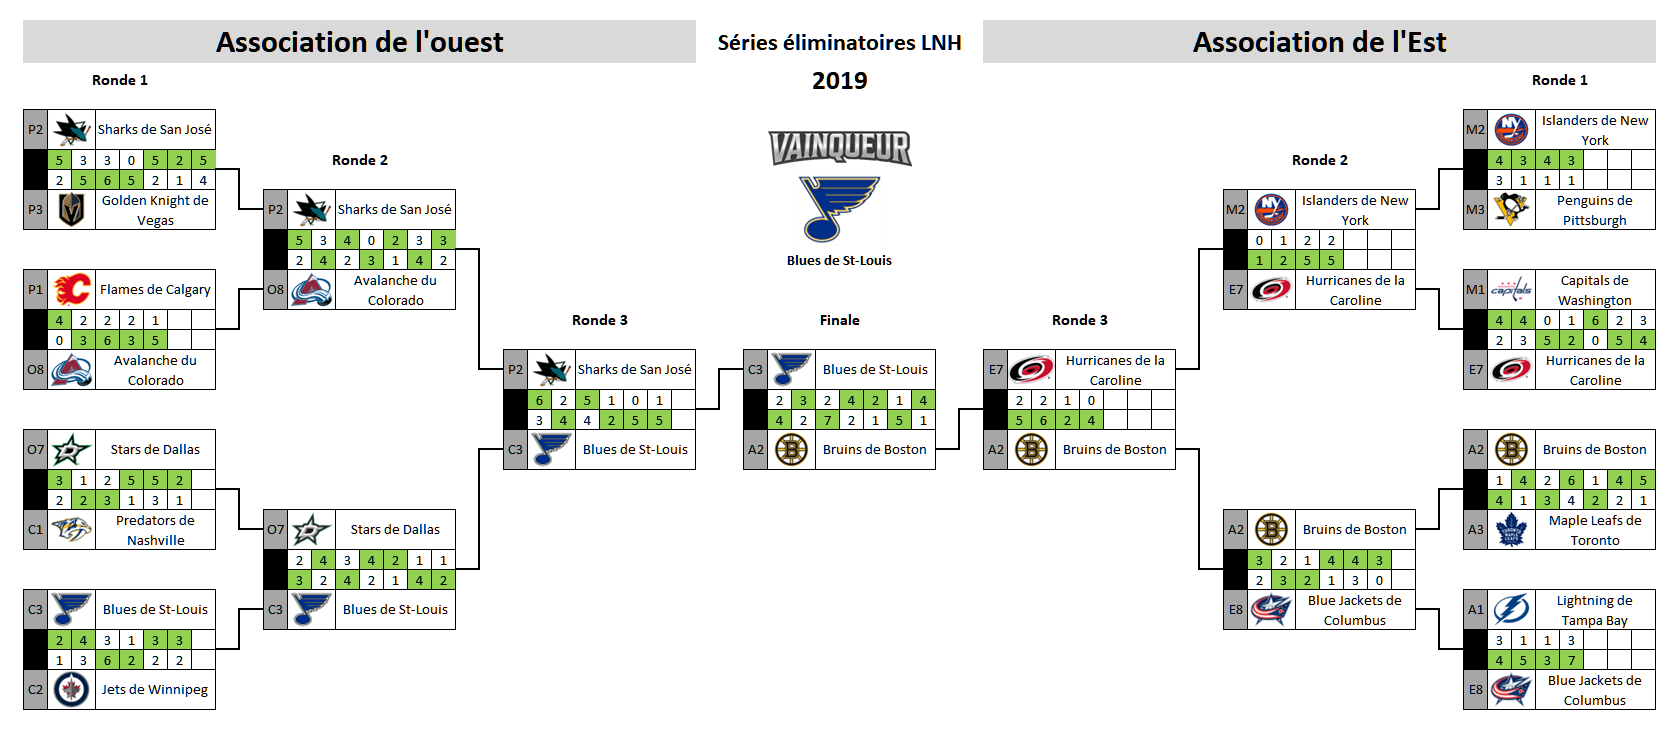 Association de l'ouest
Séries éliminatoires LNH
2019
Association de l'Est
VAINQUEUR
Blues de St-Louis
Ronde 1
P2 Sharks de San José
5 3 3 0 5 2 5
2 5 6 5 2 1 4
P3 Golden Knight de
Vegas
P1 Flames de Calgary
4 2 2 2 1
0 3 6 3 5
O8 Avalanche du
Colorado
O7 Stars de Dallas
3 1 2 5 5 2
2 2 3 1 3 1
C1 Predators de
Nashville
C3 Blues de St-Louis
2 4 3 1 3 3
1 3 6 2 2 2
C2 Jets de Winnipeg
Ronde 2
P2 Sharks de San José
5 3 4 0 2 3 3
2 4 2 3 1 4 2
O8 Avalanche du
Colorado
O7 Stars de Dallas
2 4 3 4 2 1 1
3 2 4 2 1 4 2
C3 Blues de St-Louis
Ronde 3
P2 Sharks de San José
6 2 5 1 0 1
3 4 4 2 5 5
C3 Blues de St-Louis
Finale
C3 Blues de St-Louis
2 3 2 4 2 1 4
4 2 7 2 1 5 1
A2 B Bruins de Boston
Ronde 3
E7 Hurricanes de la
Caroline
2 2 1 0
5 6 2 4
A2 B Bruins de Boston
Ronde 2
M2 NY Islanders de New
York
0 1 2 2
1 2 5 5
E7 Hurricanes de la
Caroline
A2 B Bruins de Boston
3 2 1 4 4 3
2 3 2 1 3 0
E8 Blue Jackets de
Columbus
Ronde 1
M2 NY Islanders de New
York
4 3 4 3
3 1 1 1
M3 Penguins de
Pittsburgh
M1 capitals Capitals de
Washington
4 4 0 1 6 2 3
2 3 5 2 0 5 4
E7 Hurricanes de la
Caroline
A2 B Bruins de Boston
1 4 2 6 1 4 5
4 1 3 4 2 2 1
A3 Maple Leafs de
Toronto
A1 Lightning de
Tampa Bay
3 1 1 3
4 5 3 7
E8 Blue Jackets de
Columbus